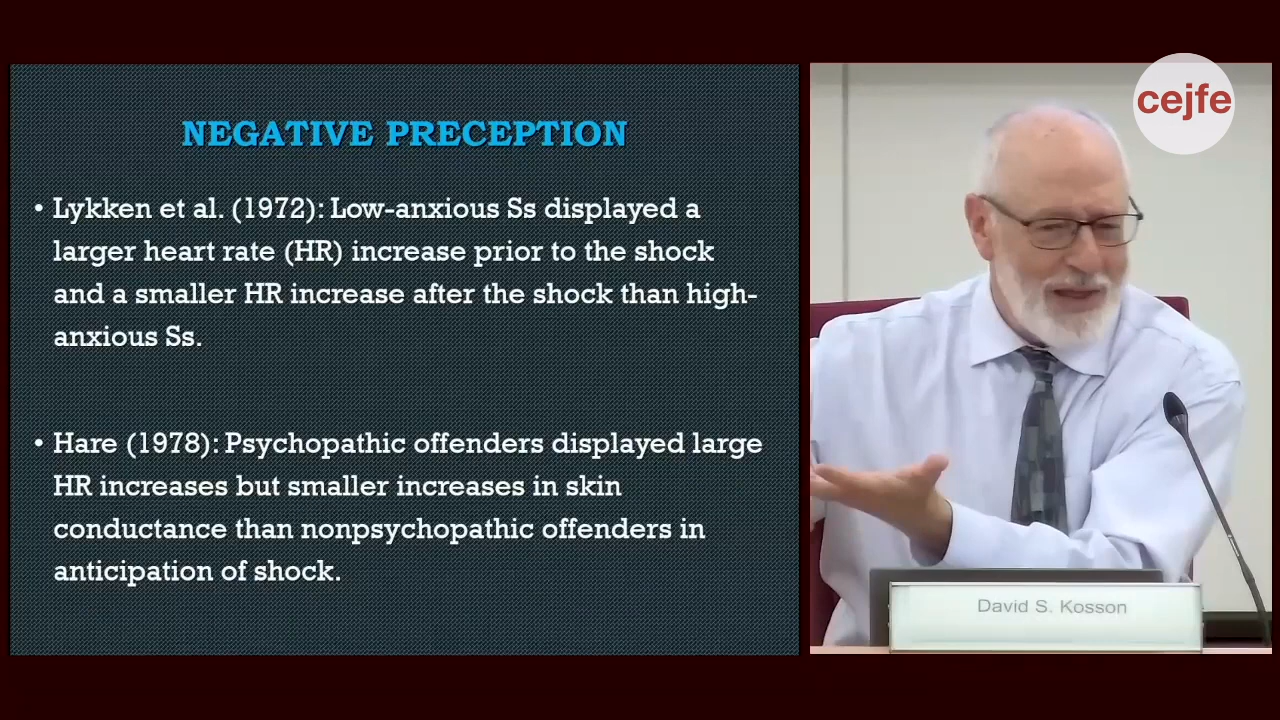 NEGATIVE PRECEPTION
• Lykken et al. (1972): Low-anxious Ss displayed a
larger heart rate (HR) increase prior to the shock
and a smaller HR increase after the shock than high-
anxious Ss.
• Hare (1978): Psychopathic offenders displayed large
HR increases but smaller increases in skin
conductance than nonpsychopathic offenders in
anticipation of shock.
cejfe
David S. Kosson